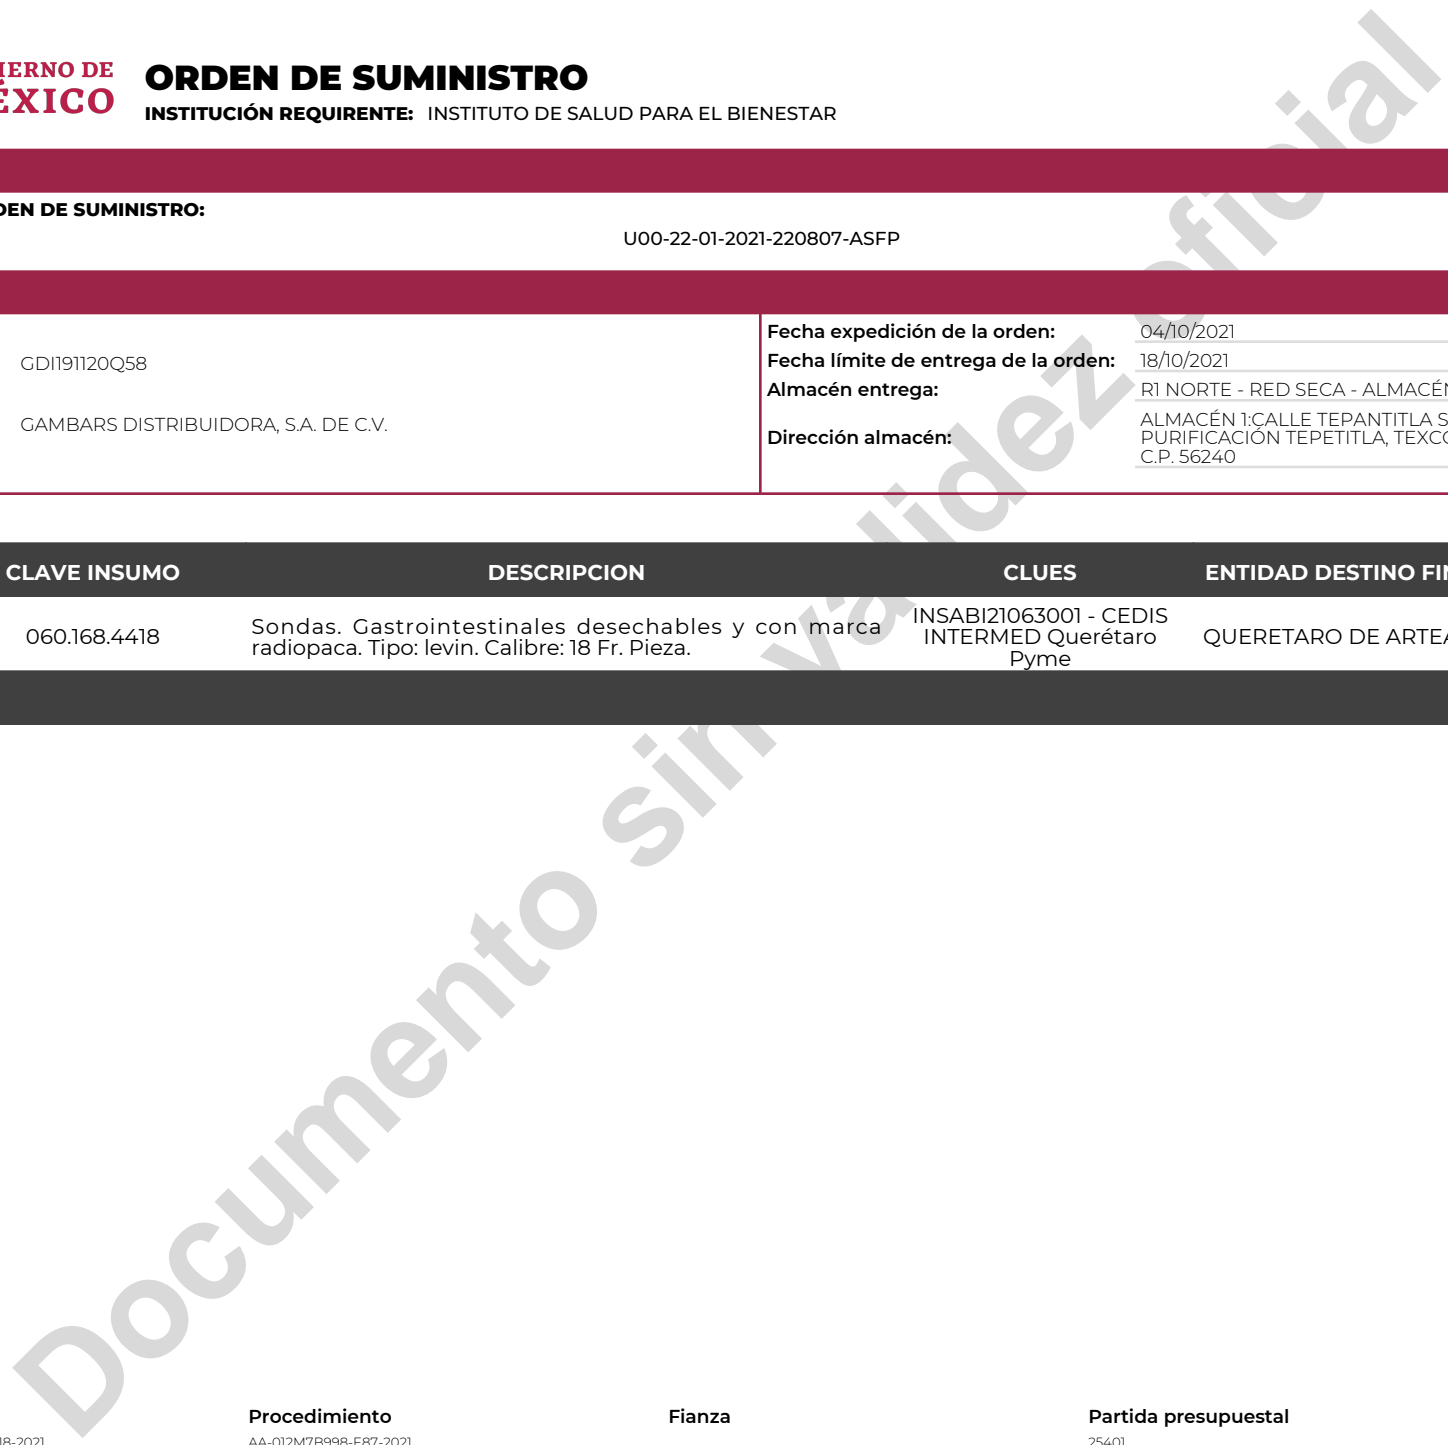 IERNO DE
ÉXICO
ORDEN DE SUMINISTRO
INSTITUCIÓN REQUIRENTE: INSTITUTO DE SALUD PARA EL BIENESTAR
DEN DE SUMINISTRO:
U00-22-01-2021-220807-ASFP
GDI191120Q58
GAMBARS DISTRIBUIDORA, S.A. DE C.V.
Fecha expedición de la orden: 04/10/2021
Fecha límite de entrega de la orden: 18/10/2021
Almacén entrega: R1 NORTE - RED SECA - ALMACÉN
Dirección almacén:
ALMACÉN 1:CALLE TEPANTITLA S
PURIFICACIÓN TEPETITLA, TEXCO
C.P. 56240
CLAVE INSUMO DESCRIPCION CLUES ENTIDAD DESTINO FIN
060.168.4418
Sondas. Gastrointestinales desechables y con marca
radiopaca. Tipo: levin. Calibre: 18 Fr. Pieza.
INSABI21063001 - CEDIS
INTERMED Querétaro
Pyme
QUERETARO DE ARTEA
Documento sin validez oficial
Procedimiento Fianza Partida presupuestal
18-2021 AA-012M7B998-E87-2021 25401